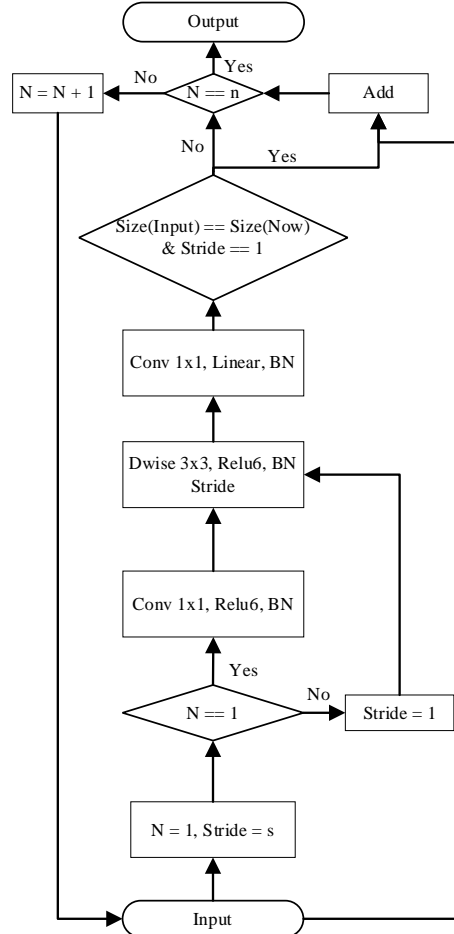 Output
Yes
No
N = N + 1
N == n
Add
No
Yes
Size(Input) == Size(Now)
& Stride == 1
Conv 1x1, Linear, BN
Dwise 3x3, Relu6, BN
Stride
Conv 1x1, Relu6, BN
Yes
No
N == 1
Stride = 1
N = 1, Stride = s
Input